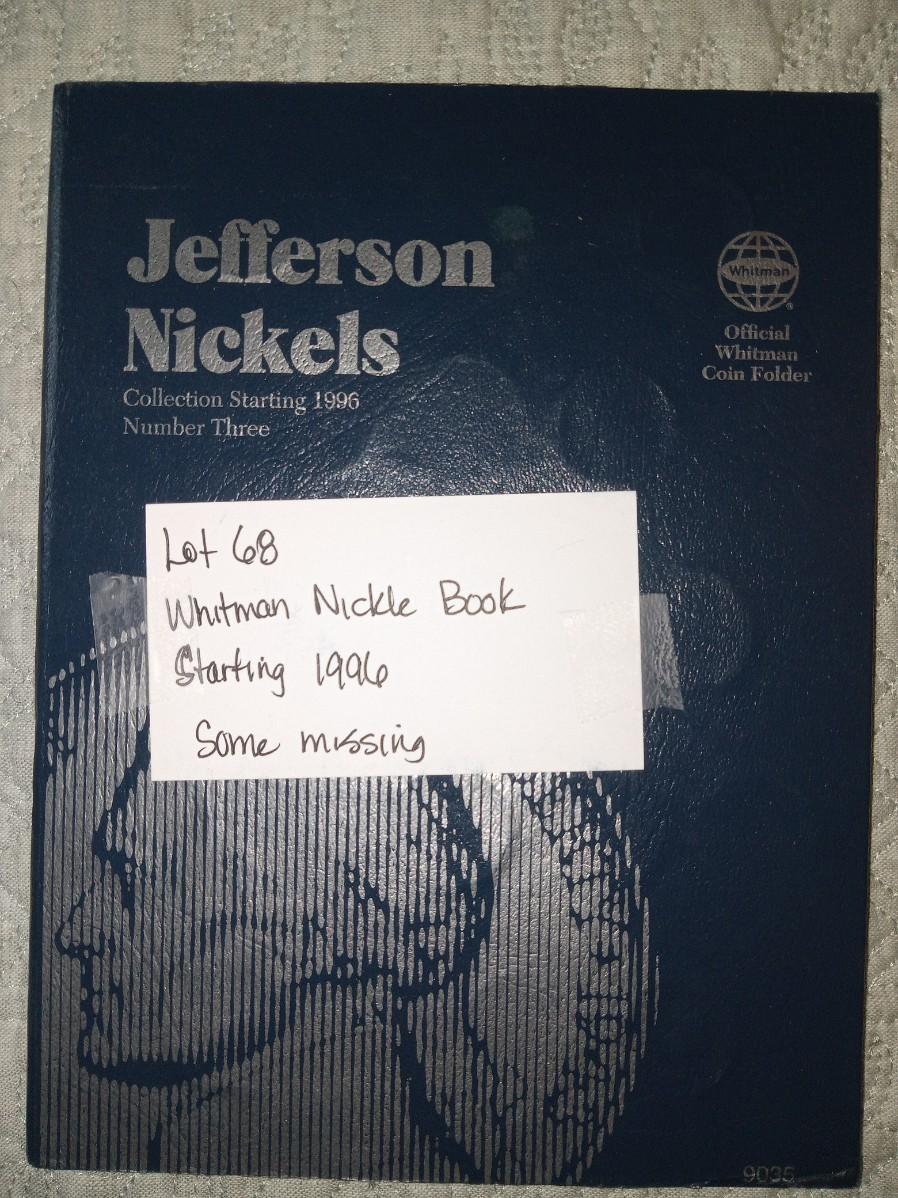 Jefferson
Nickels
Collection Starting 1996
Number Three
Whitman
®
Official
Whitman
Coin Folder
Lot 68
Whitman Nickle Book
Starting 1996
Some missing
9035